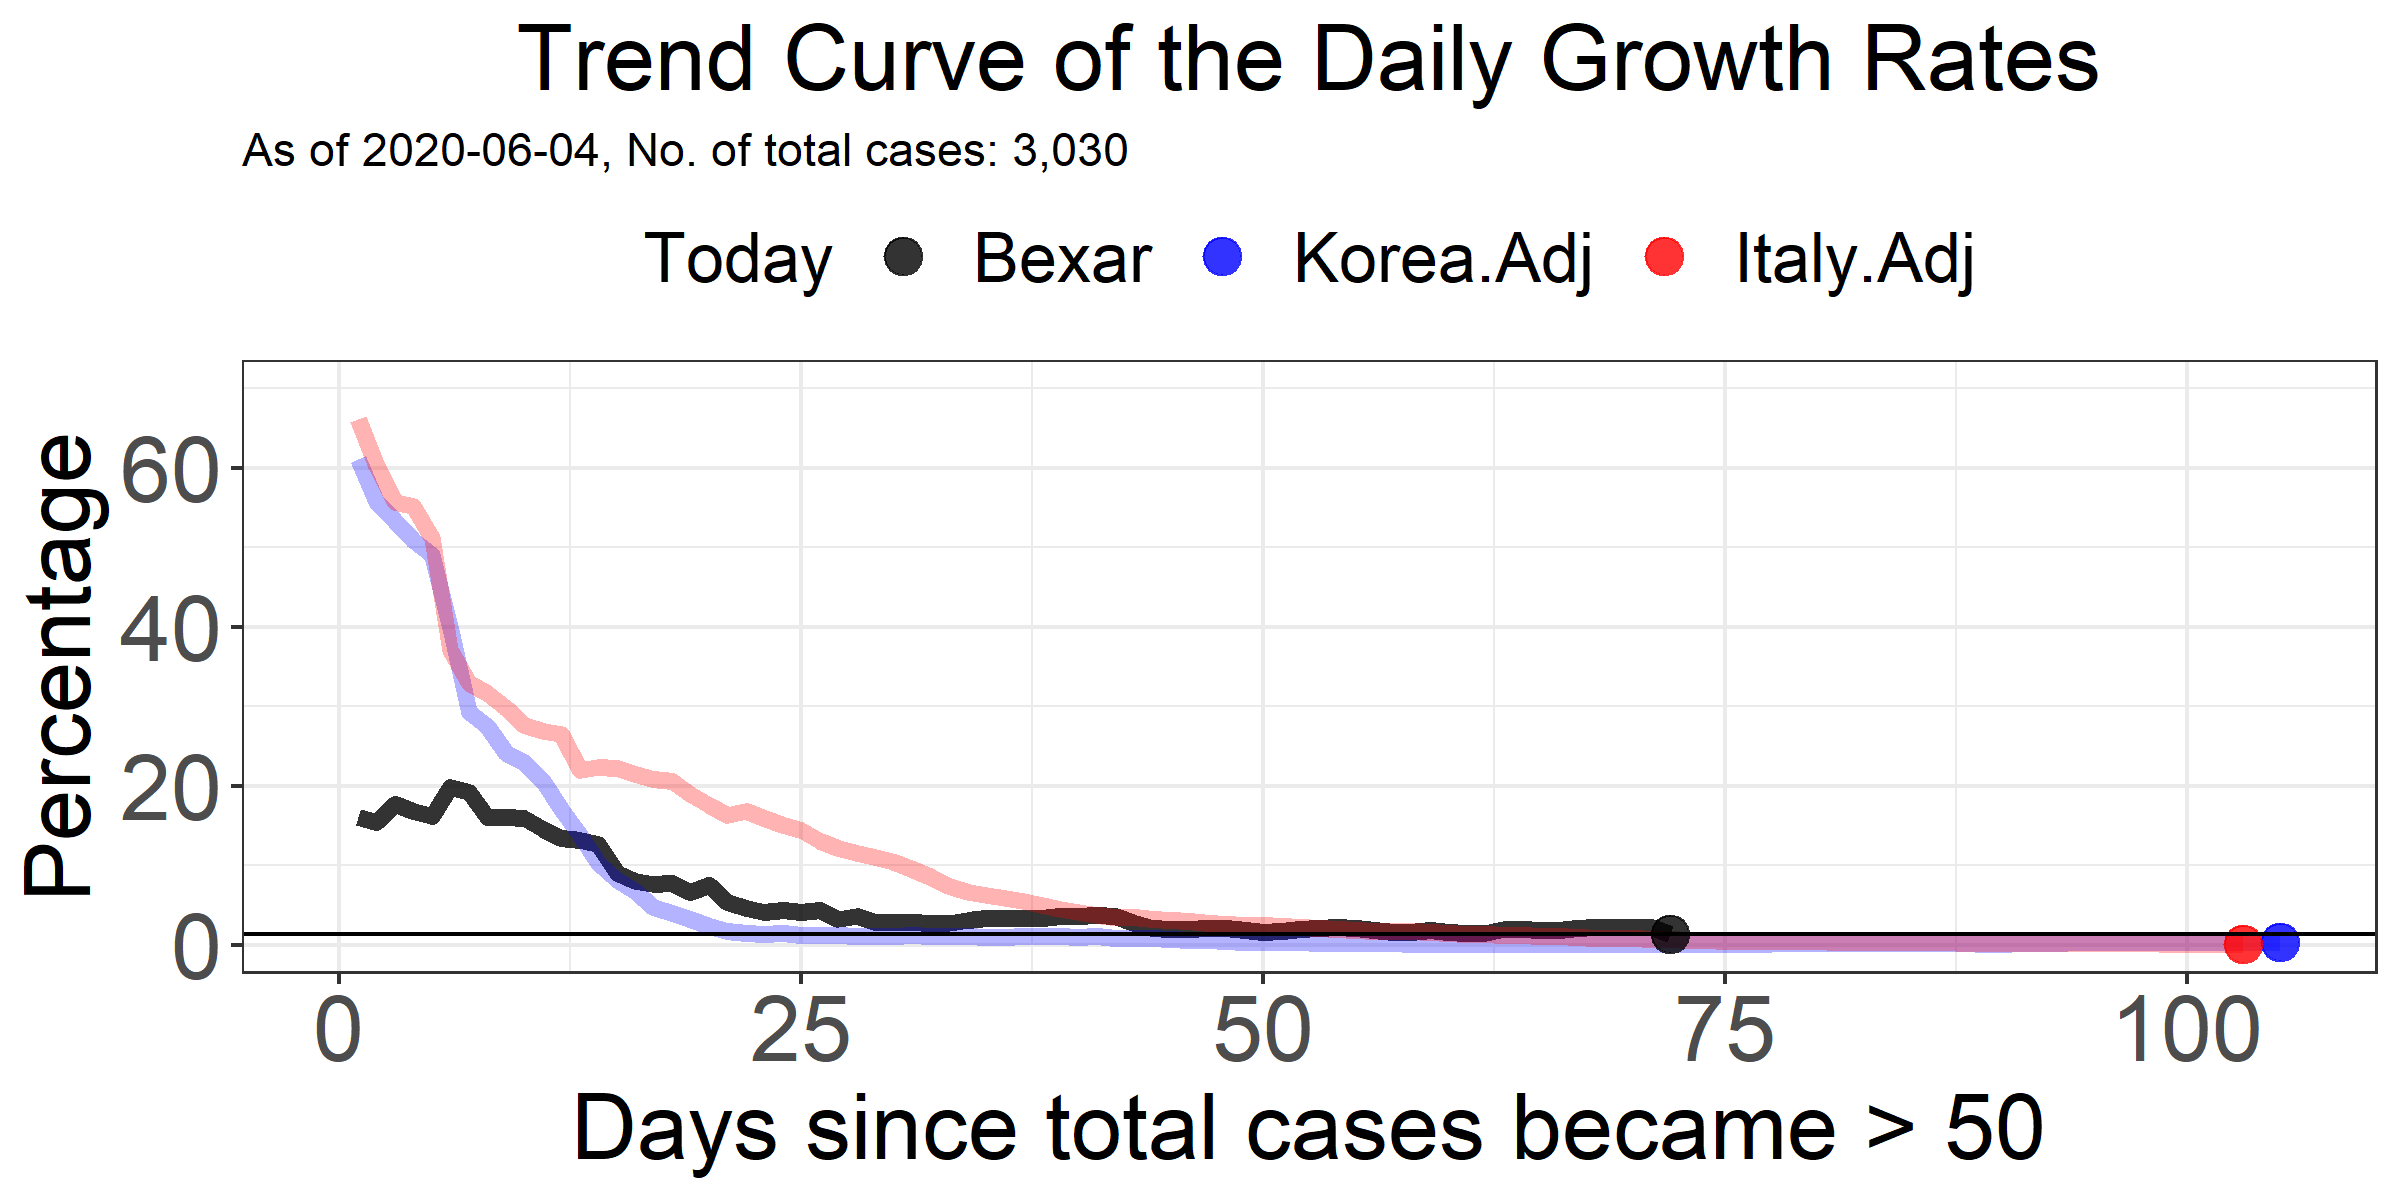 Trend Curve of the Daily Growth Rates
As of 2020-06-04, No. of total cases: 3,030
Today Bexar Korea.Adj Italy.Adj
Percentage
60
40
20
0
0 25 50 75 100
Days since total cases became > 50